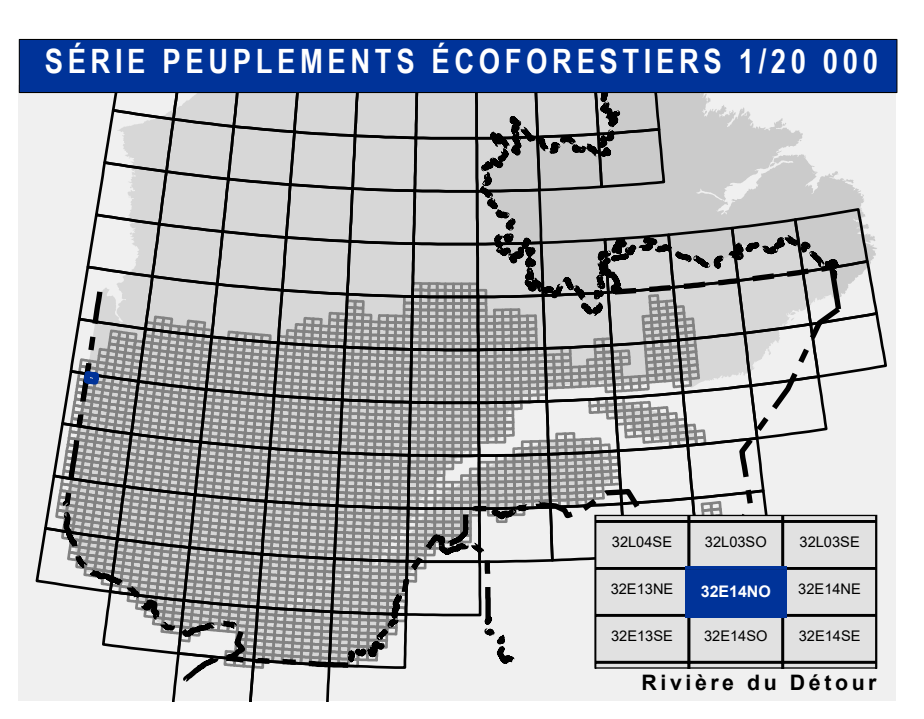 SÉRIE PEUPLEMENTS ÉCOFORESTIERS 1/20 000
32L04SE 32L03SO 32L03SE
32E13NE 32E14NO 32E14NE
32E13SE 32E14SO 32E14SE
Rivière du Détour